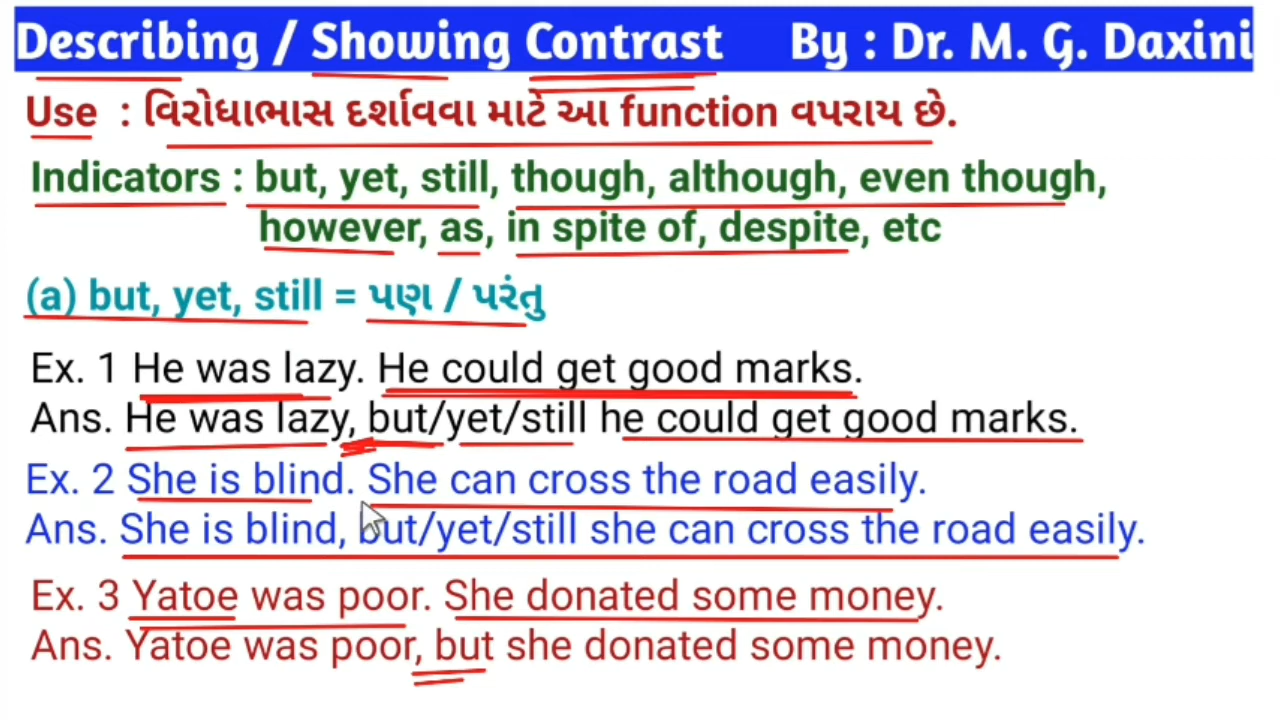 Describing / Showing Contrast By : Dr. M. G. Daxini
Use : વિરોધાભાસ દર્શાવવા માટે આ function વપરાય છે.
Indicators : but, yet, still, though, although, even though,
however, as, in spite of, despite, etc
(a) but, yet, still = પણ / પરંતુ
Ex. 1 He was lazy. He could get good marks.
Ans. He was lazy, but/yet/still he could get good marks.
Ex. 2 She is blind. She can cross the road easily.
Ans. She is blind, but/yet/still she can cross the road easily.
Ex. 3 Yatoe was poor. She donated some money.
Ans. Yatoe was poor, but she donated some money.